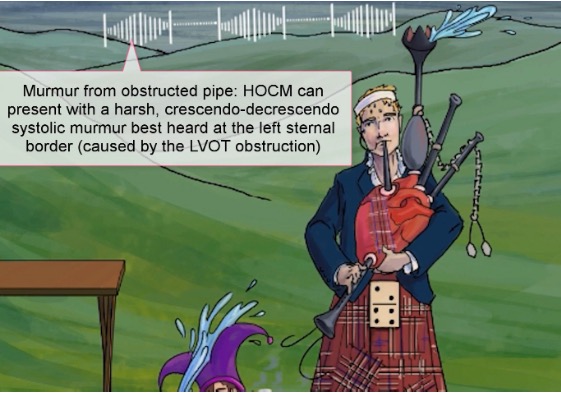 Murmur from obstructed pipe: HOCM can
present with a harsh, crescendo-decrescendo
systolic murmur best heard at the left sternal
border (caused by the LVOT obstruction)